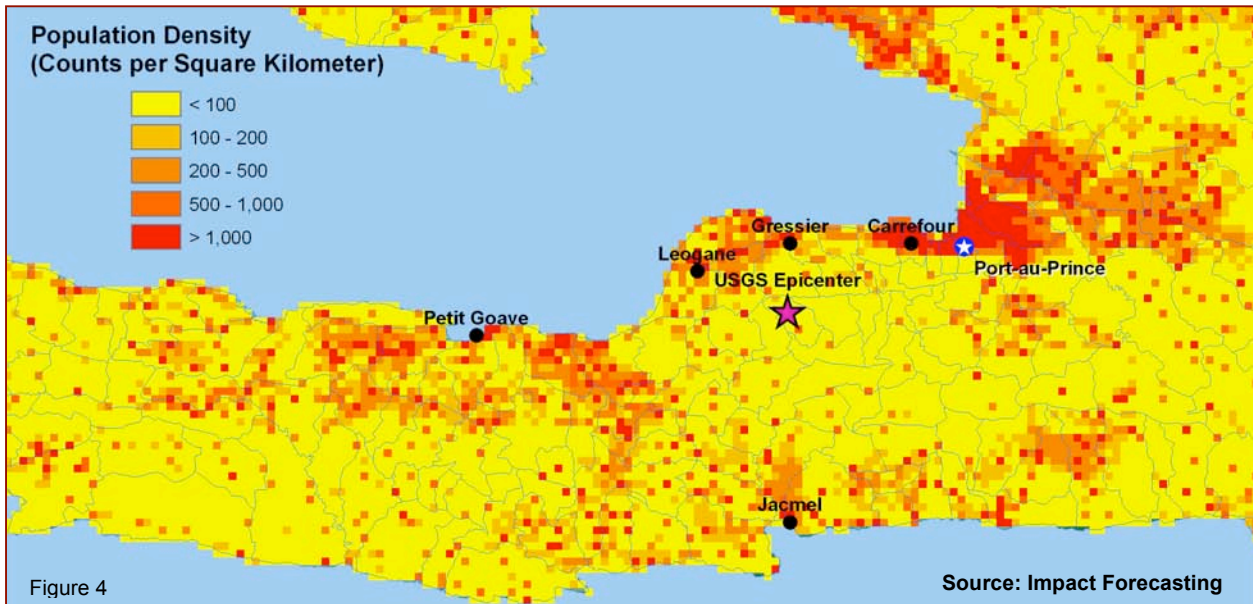 Population Density
(Counts per Square Kilometer)
< 100
100 - 200
200 - 500
500 - 1,000
> 1,000
Gressier
Carrefour
Leogane
USGS Epicenter
Port-au-Prince
Petit Goave
Jacmel
Figure 4
Source: Impact Forecasting